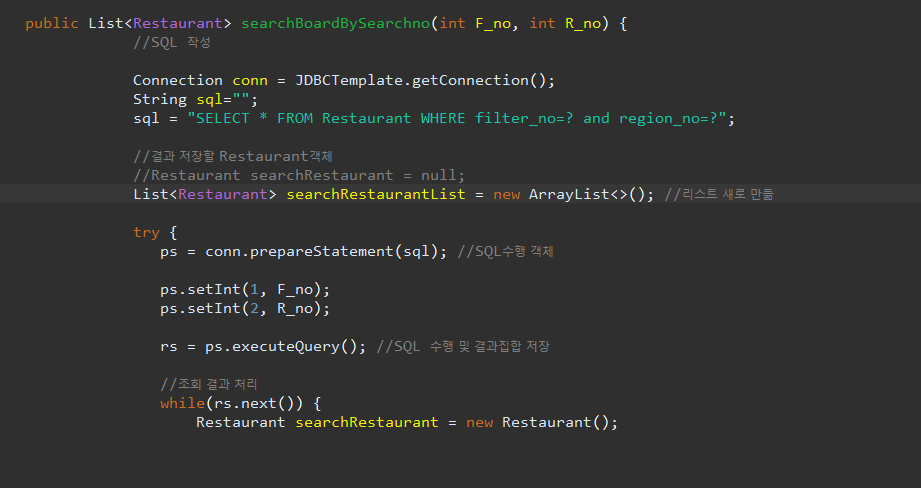 public List<Restaurant> searchBoardBySearchno(int F_no, int R_no) {
//SQL 작성
Connection conn = JDBCTemplate.getConnection();
String sql="";
sql = "SELECT * FROM Restaurant WHERE filter_no=? and region_no=?";
//결과 저장할 Restaurant객체
//Restaurant searchRestaurant = null;
List<Restaurant> searchRestaurantList = new ArrayList<>(); //리스트 새로 만듦
try {
ps = conn.prepareStatement(sql); //SQL수행 객체
ps.setInt(1, F_no);
ps.setInt(2, R_no);
rs = ps.executeQuery(); //SQL 수행 및 결과집합 저장
//조회 결과 처리
while(rs.next()) {
Restaurant searchRestaurant = new Restaurant();